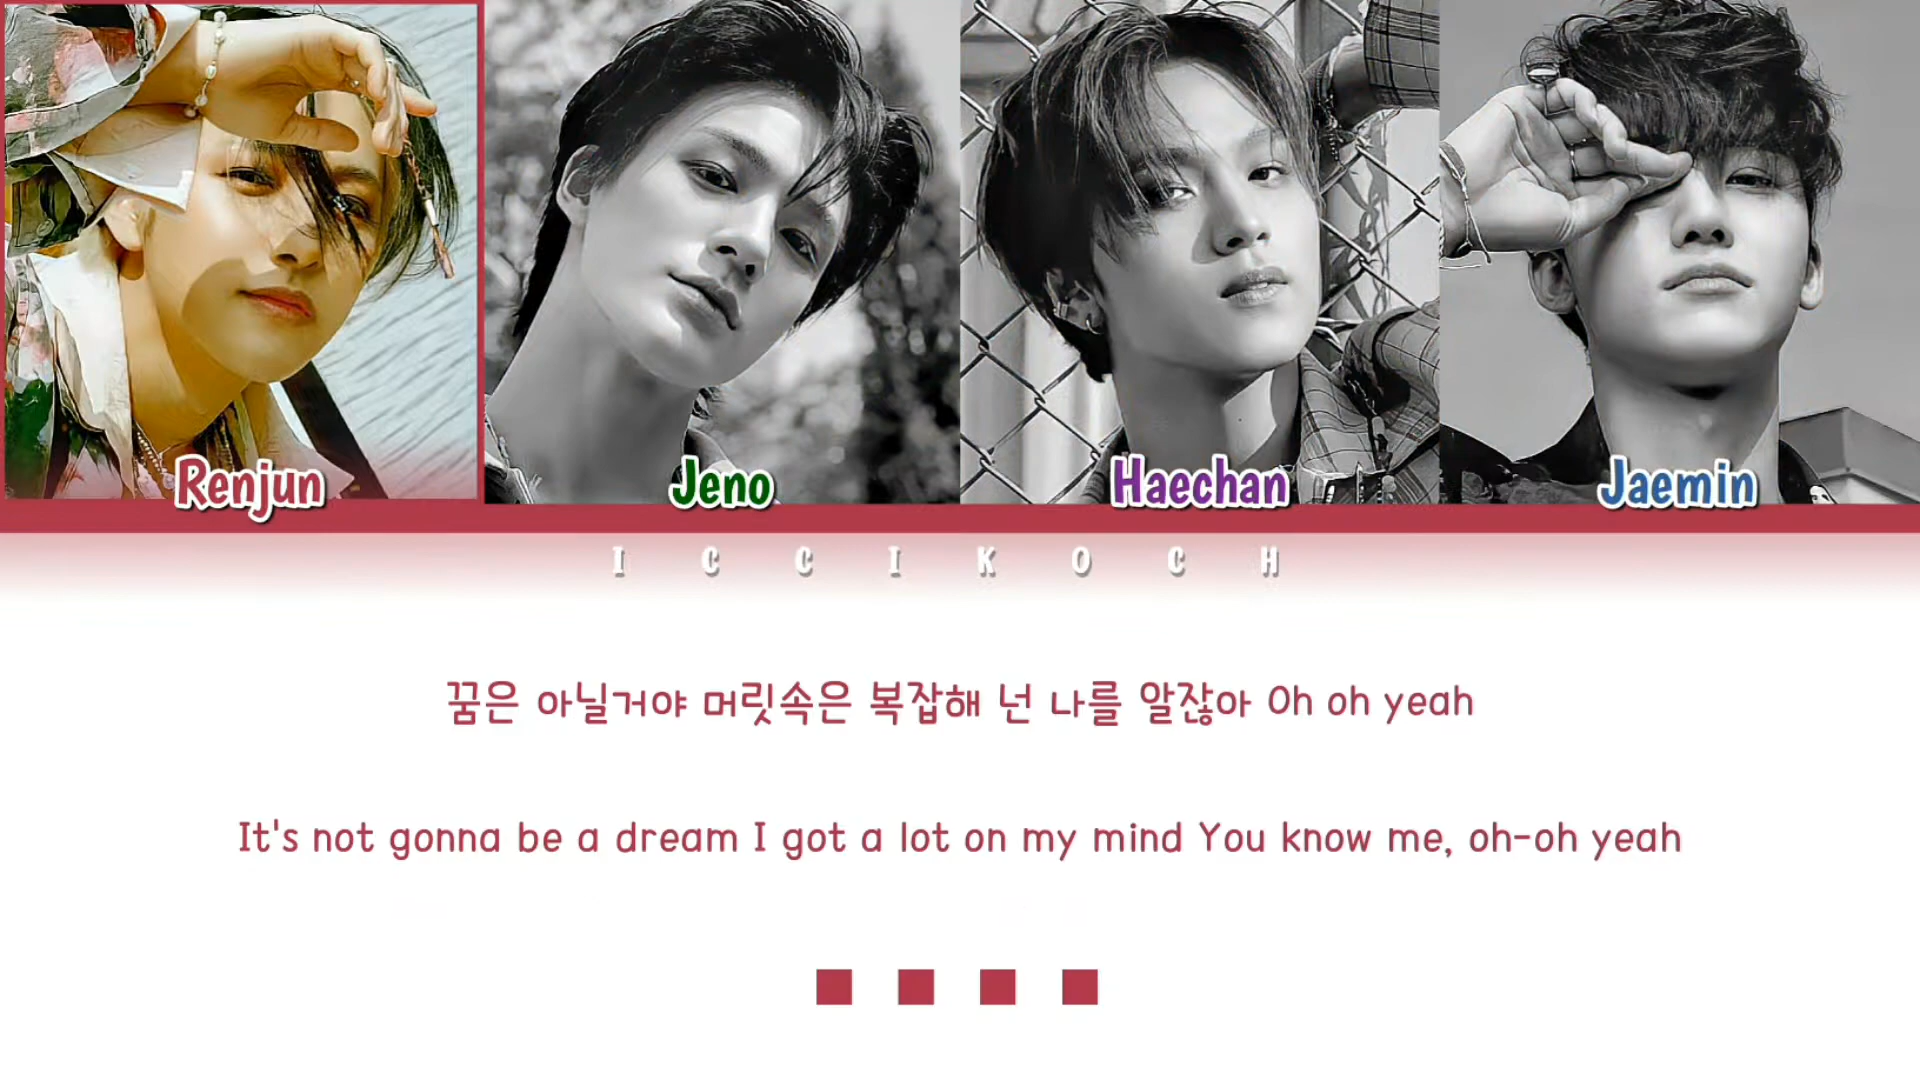 Renjun Jeno Haechan Jaemin
ICCIKOCH
꿈은 아닐거야 머릿속은 복잡해 넌 나를 알잖아 Oh oh yeah
It's not gonna be a dream I got a lot on my mind You know me, oh-oh yeah